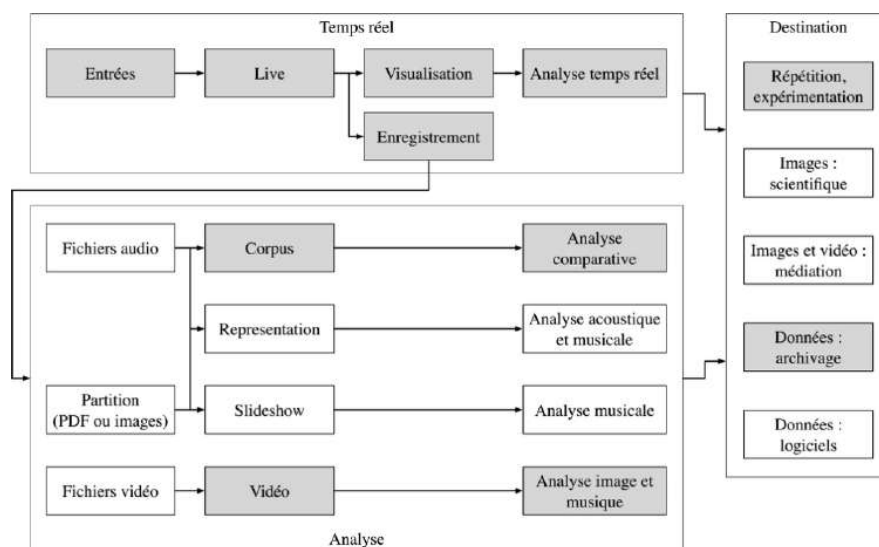 Temps réel
Entrées
Live
Visualisation
Analyse temps réel
Enregistrement
Fichiers audio
Corpus
Analyse
comparative
Representation
Analyse acoustique
et musicale
Partition
(PDF ou images)
Slideshow
Analyse musicale
Fichiers vidéo
Vidéo
Analyse image et
musique
Analyse
Destination
Répétition,
expérimentation
Images :
scientifique
Images et vidéo :
médiation
Données :
archivage
Données :
logiciels